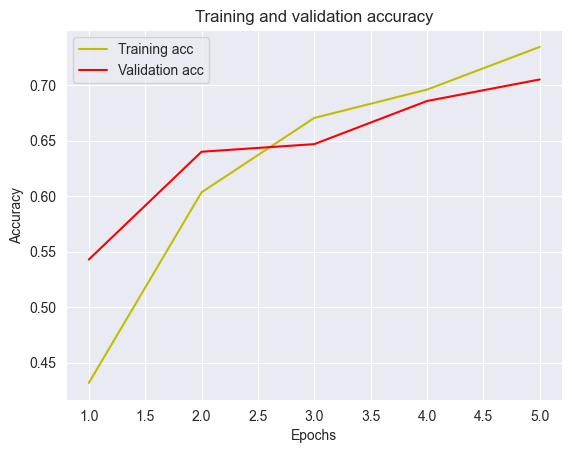 Training and validation accuracy
Training acc
Validation acc
0.70
0.65
0.60
0.55
0.50
0.45
Accuracy
1.0 1.5 2.0 2.5 3.0 3.5 4.0 4.5 5.0
Epochs